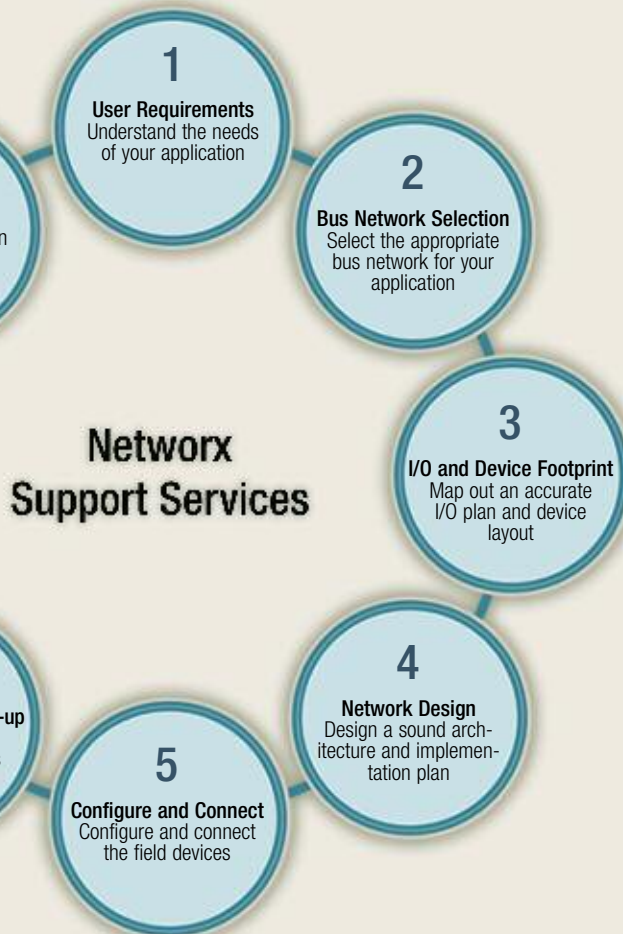 1
User Requirements
Understand the needs
of your application
2
Bus Network Selection
Select the appropriate
bus network for your
application
3
I/O and Device Footprint
Map out an accurate
I/O plan and device
layout
Networx
Support Services
4
Network Design
Design a sound arch-
itecture and implemen-
tation plan
5
Configure and Connect
Configure and connect
the field devices
-up